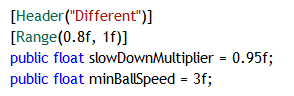 [Header("Different")]
[Range(0.8f, 1f)]
public float slowDownMultiplier = 0.95f;
public float minBallSpeed = 3f;